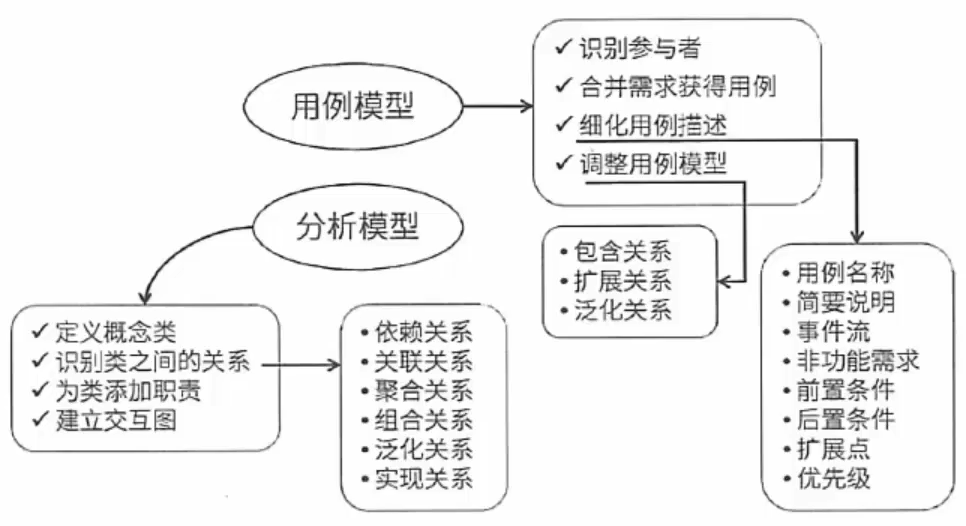 用例模型
✓ 识别参与者
✓ 合并需求获得用例
✓ 细化用例描述
✓ 调整用例模型
分析模型
• 包含关系
• 扩展关系
• 泛化关系
• 用例名称
• 简要说明
• 事件流
• 非功能需求
• 前置条件
• 后置条件
• 扩展点
• 优先级
✓ 定义概念类
✓ 识别类之间的关系
✓ 为类添加职责
✓ 建立交互图
• 依赖关系
• 关联关系
• 聚合关系
• 组合关系
• 泛化关系
• 实现关系